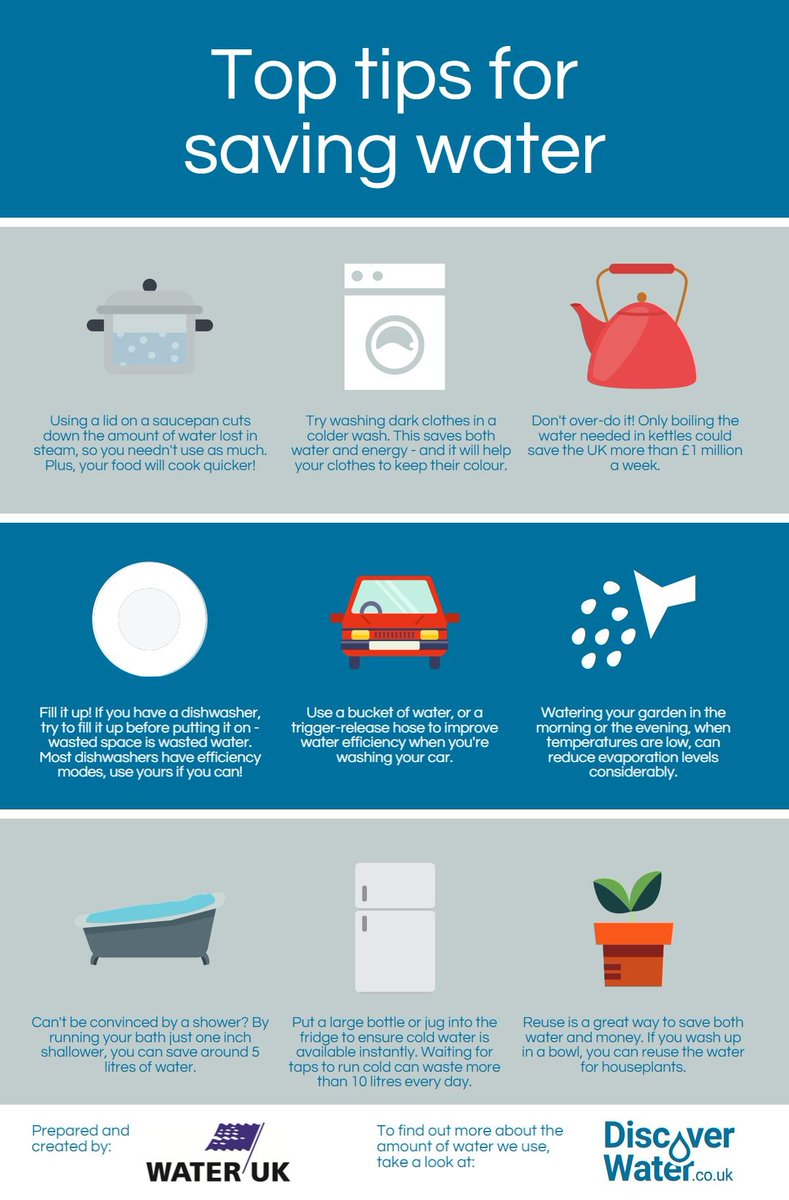 Top tips for
saving water
Using a lid on a saucepan cuts
down the amount of water lost in
steam, so you needn't use as much.
Plus, your food will cook quicker!
Try washing dark clothes in a
colder wash. This saves both
water and energy - and it will help
your clothes to keep their colour.
Don't over-do it! Only boiling the
water needed in kettles could
save the UK more than £1 million
a week.
Fill it up! If you have a dishwasher,
try to fill it up before putting it on -
wasted space is wasted water.
Most dishwashers have efficiency
modes, use yours if you can!
Use a bucket of water, or a
trigger-release hose to improve
water efficiency when you're
washing your car.
Watering your garden in the
morning or the evening, when
temperatures are low, can
reduce evaporation levels
considerably.
Can't be convinced by a shower? By
running your bath just one inch
shallower, you can save around 5
litres of water.
Put a large bottle or jug into the
fridge to ensure cold water is
available instantly. Waiting for
taps to run cold can waste more
than 10 litres every day.
Reuse is a great way to save both
water and money. If you wash up
in a bowl, you can reuse the water
for houseplants.
Prepared and
created by:
WATER UK
To find out more about the
amount of water we use,
take a look at:
Discover
Water.co.uk